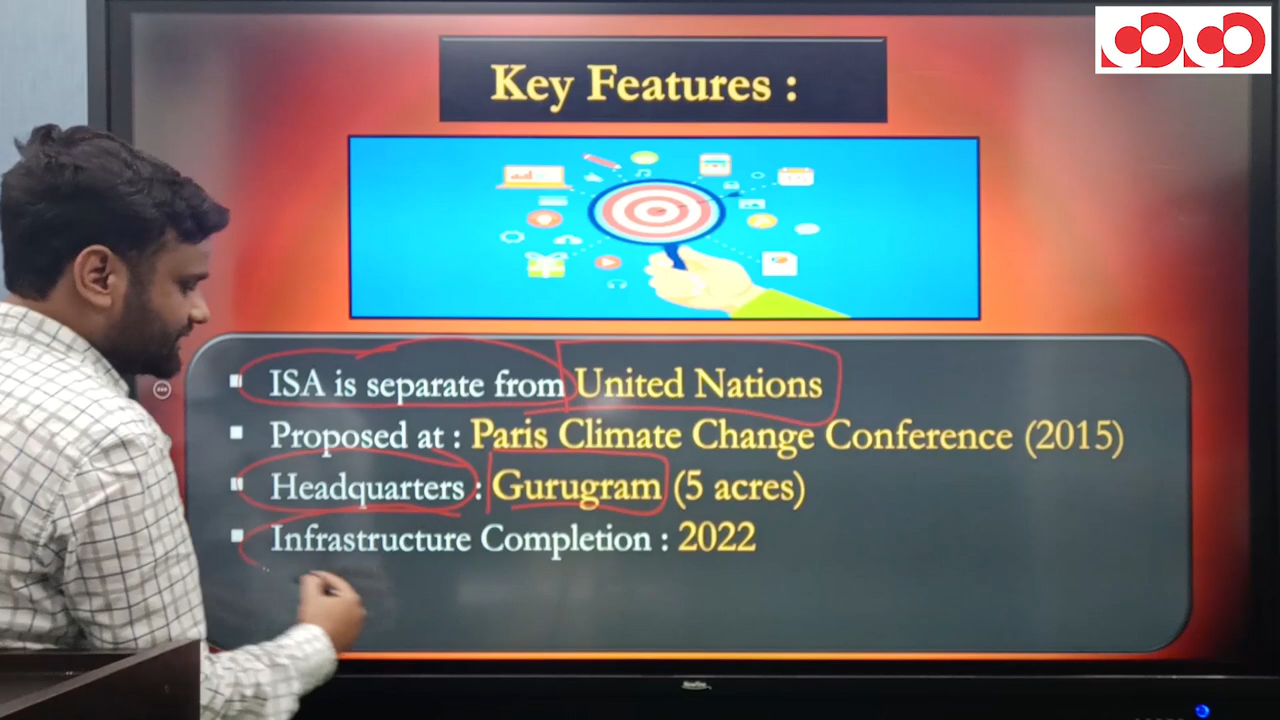 Key Features :
ISA is separate from United Nations
Proposed at : Paris Climate Change Conference (2015)
Headquarters : Gurugram (5 acres)
Infrastructure Completion : 2022